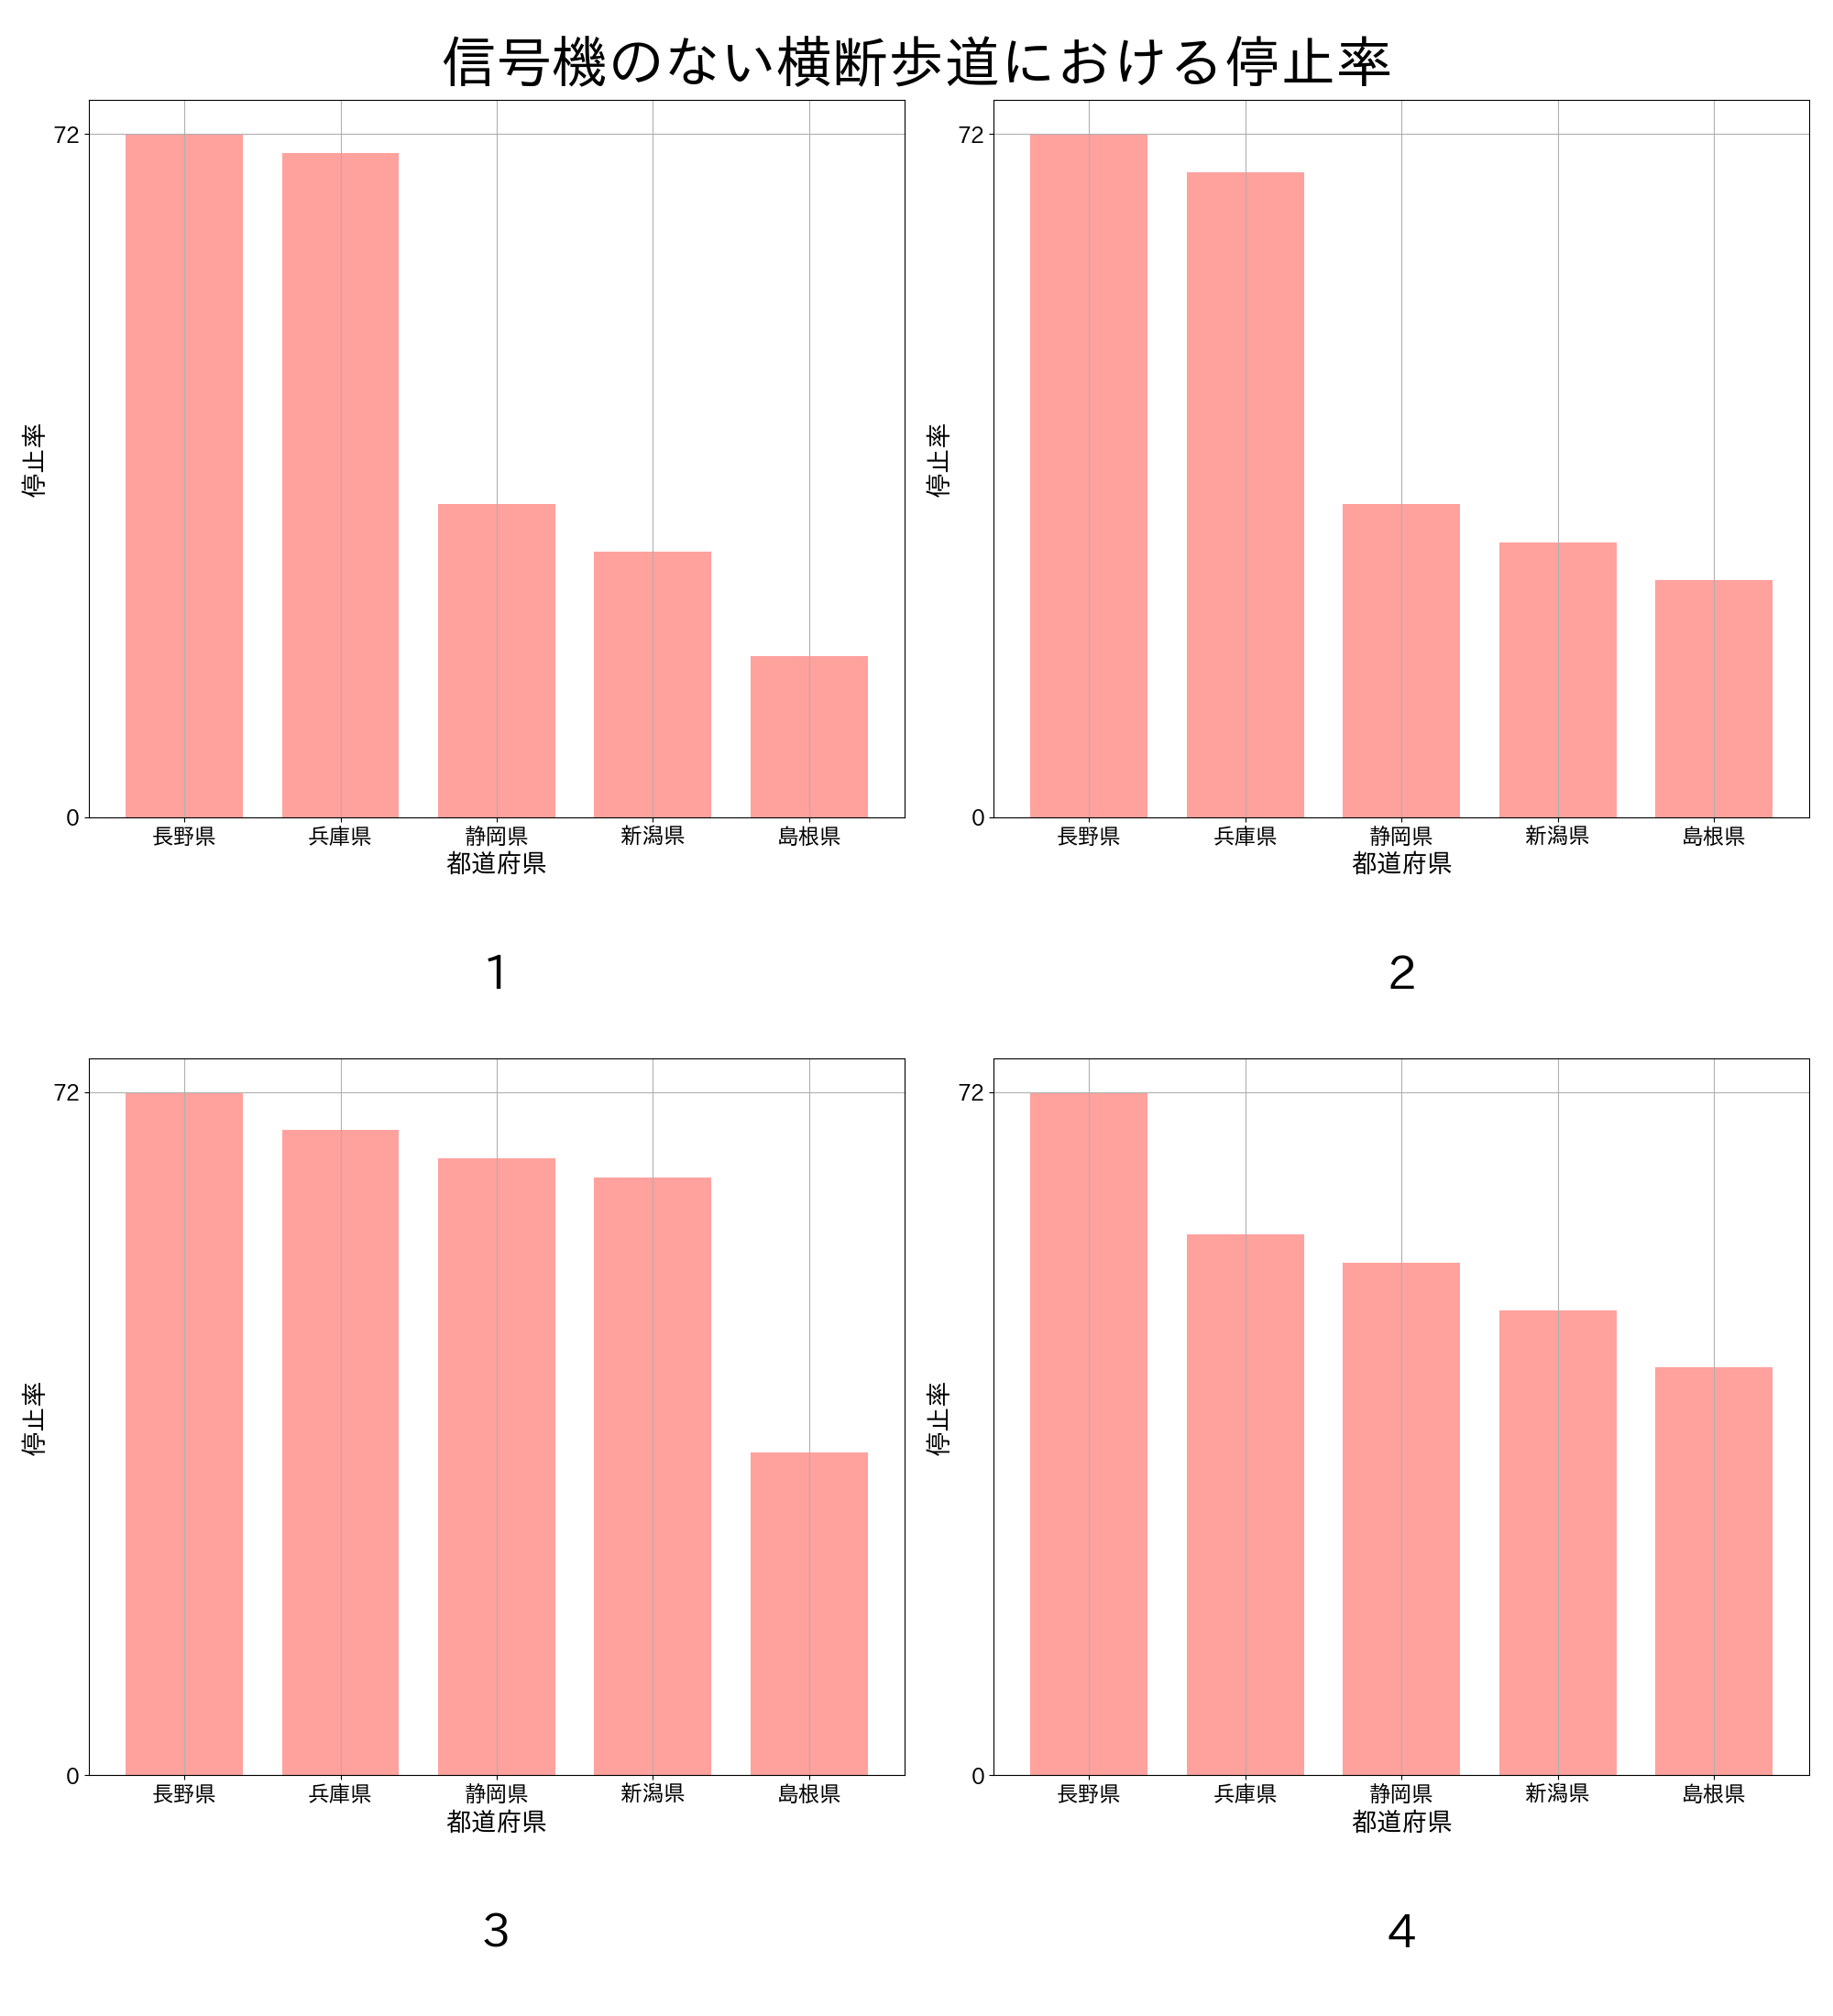 信号機のない横断歩道における停止率
72
停止率
0
長野県 兵庫県 静岡県 新潟県 島根県
都道府県
1
72
停止率
0
長野県 兵庫県 静岡県 新潟県 島根県
都道府県
2
72
停止率
0
長野県 兵庫県 静岡県 新潟県 島根県
都道府県
3
72
停止率
0
長野県 兵庫県 静岡県 新潟県 島根県
都道府県
4